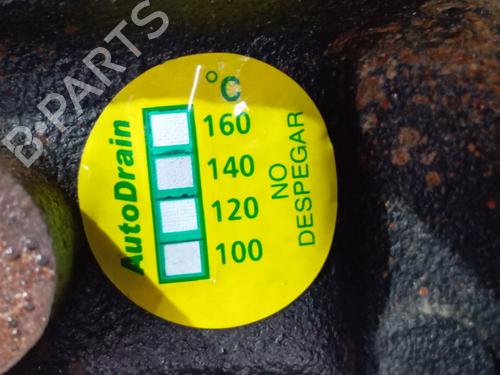 B-PARTS
°C
160
140
120
100
AutoDrain
NO
DESPEGAR